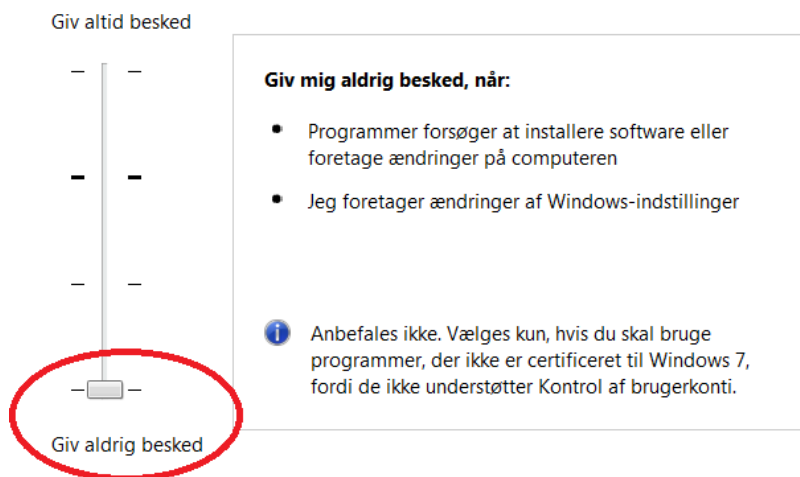 Giv altid besked
Giv mig aldrig besked, når:
Programmer forsøger at installere software eller
foretage ændringer på computeren
Jeg foretager ændringer af Windows-indstillinger
Anbefales ikke. Vælges kun, hvis du skal bruge
programmer, der ikke er certificeret til Windows 7,
fordi de ikke understøtter Kontrol af brugerkonti.
Giv aldrig besked